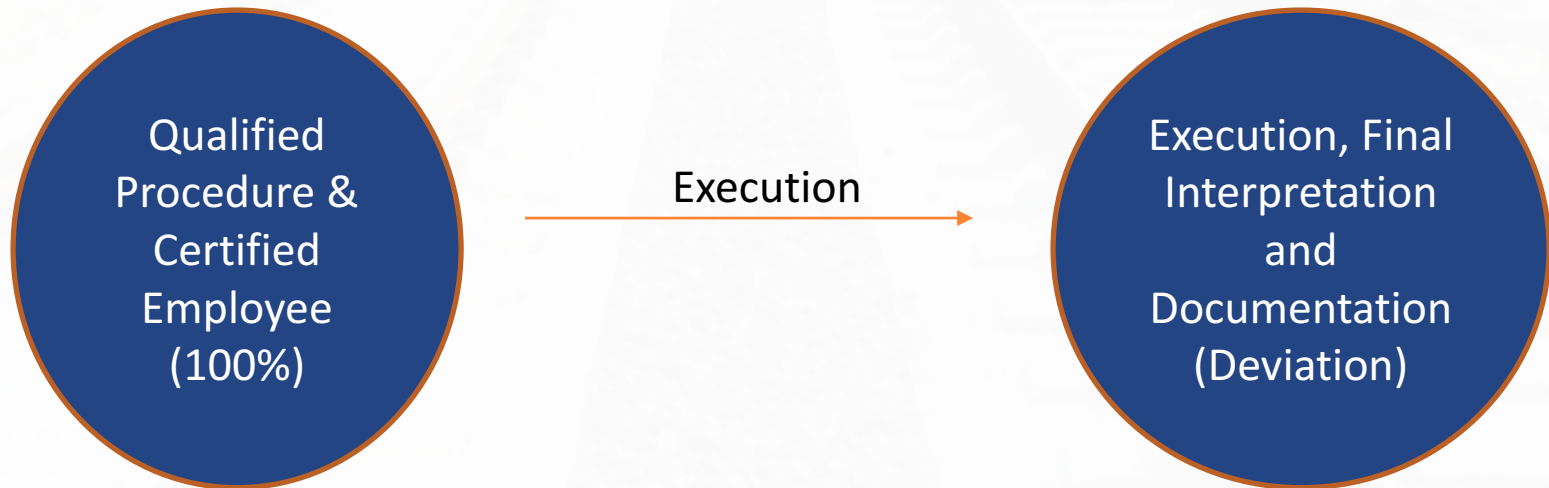 Qualified
Procedure &
Certified
Employee
(100%)
Execution
Execution, Final
Interpretation
and
Documentation
(Deviation)